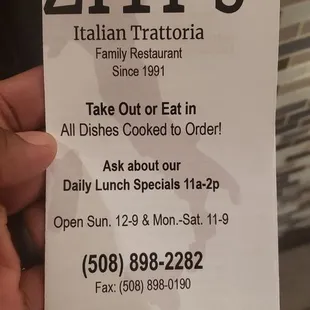 Italian Trattoria
Family Restaurant
Since 1991
Take Out or Eat in
All Dishes Cooked to Order!
Ask about our
Daily Lunch Specials 11a-2p
Open Sun. 12-9 & Mon.-Sat. 11-9
(508) 898-2282
Fax: (508) 898-0190